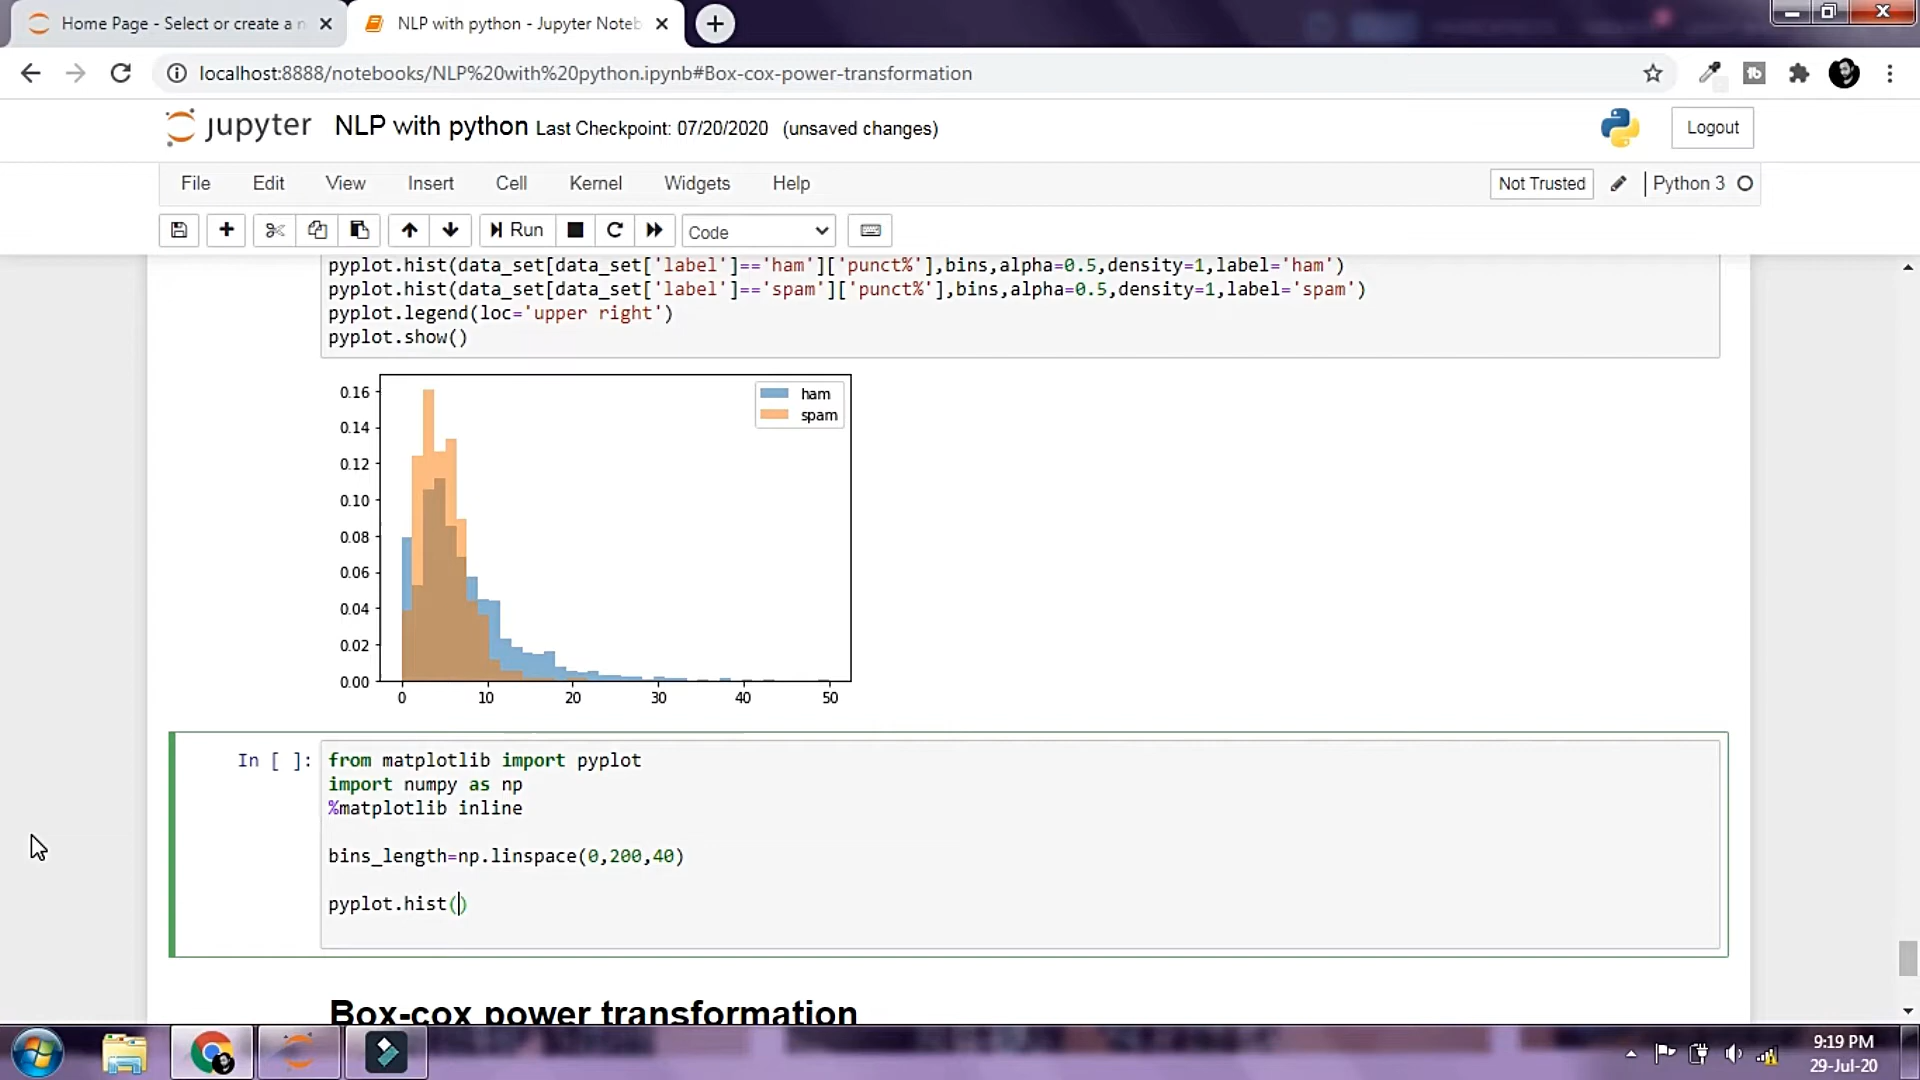 Home Page - Select or create a n
NLP with python - Jupyter Noteb
localhost:8888/notebooks/NLP%20with%20python.ipynb#Box-cox-power-transformation
jupyter NLP with python Last Checkpoint: 07/20/2020 (unsaved changes)
Logout
File Edit View Insert Cell Kernel Widgets Help
Not Trusted
Python 3
Run
Code
pyplot.hist(data_set[data_set['label']=='ham']['punct%'],bins,alpha=0.5,density=1,label='ham')
pyplot.hist(data_set[data_set['label']=='spam']['punct%'],bins,alpha=0.5,density=1,label='spam')
pyplot.legend(loc='upper right')
pyplot.show()
ham
spam
0.16
0.14
0.12
0.10
0.08
0.06
0.04
0.02
0.00
0 10 20 30 40 50
In [ ]:
from matplotlib import pyplot
import numpy as np
%matplotlib inline
bins_length=np.linspace(0,200,40)
pyplot.hist()
Box-cox power transformation
9:19 PM
29-Jul-20